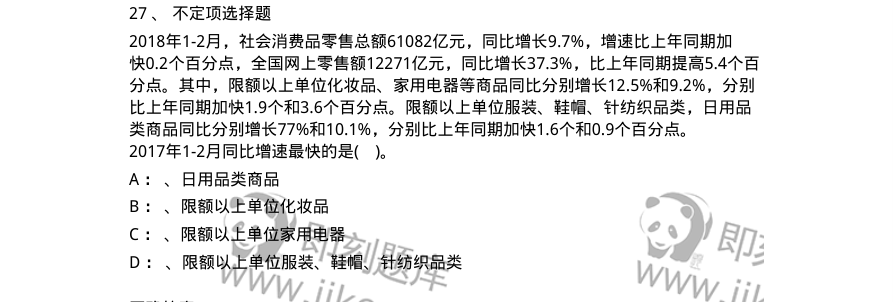 27 、 不定项选择题
2018年1-2月，社会消费品零售总额61082亿元，同比增长9.7%，增速比上年同期加
快0.2个百分点，全国网上零售额12271亿元，同比增长37.3%，比上年同期提高5.4个百
分点。其中，限额以上单位化妆品、家用电器等商品同比分别增长12.5%和9.2%，分别
比上年同期加快1.9个和3.6个百分点。限额以上单位服装、鞋帽、针纺织品类，日用品
类商品同比分别增长77%和10.1%，分别比上年同期加快1.6个和0.9个百分点。
2017年1-2月同比增速最快的是( )。
A： 、日用品类商品
B： 、限额以上单位化妆品
C： 、限额以上单位家用电器
D： 、限额以上单位服装、鞋帽、针纺织品类
即刻题库
www.jike
即刻
www.ji